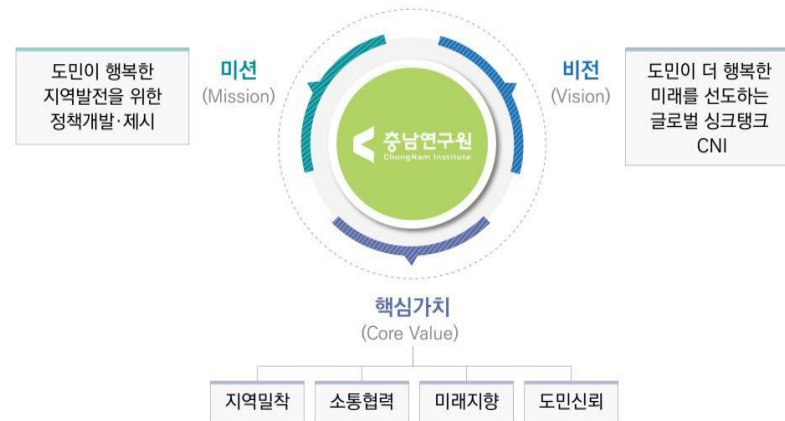 도민이 행복한
지역발전을 위한
정책개발·제시
미션
(Mission)
충남연구원
ChungNam Institute
비전
(Vision)
도민이 더 행복한
미래를 선도하는
글로벌 싱크탱크
CNI
핵심가치
(Core Value)
지역밀착 소통협력 미래지향 도민신뢰